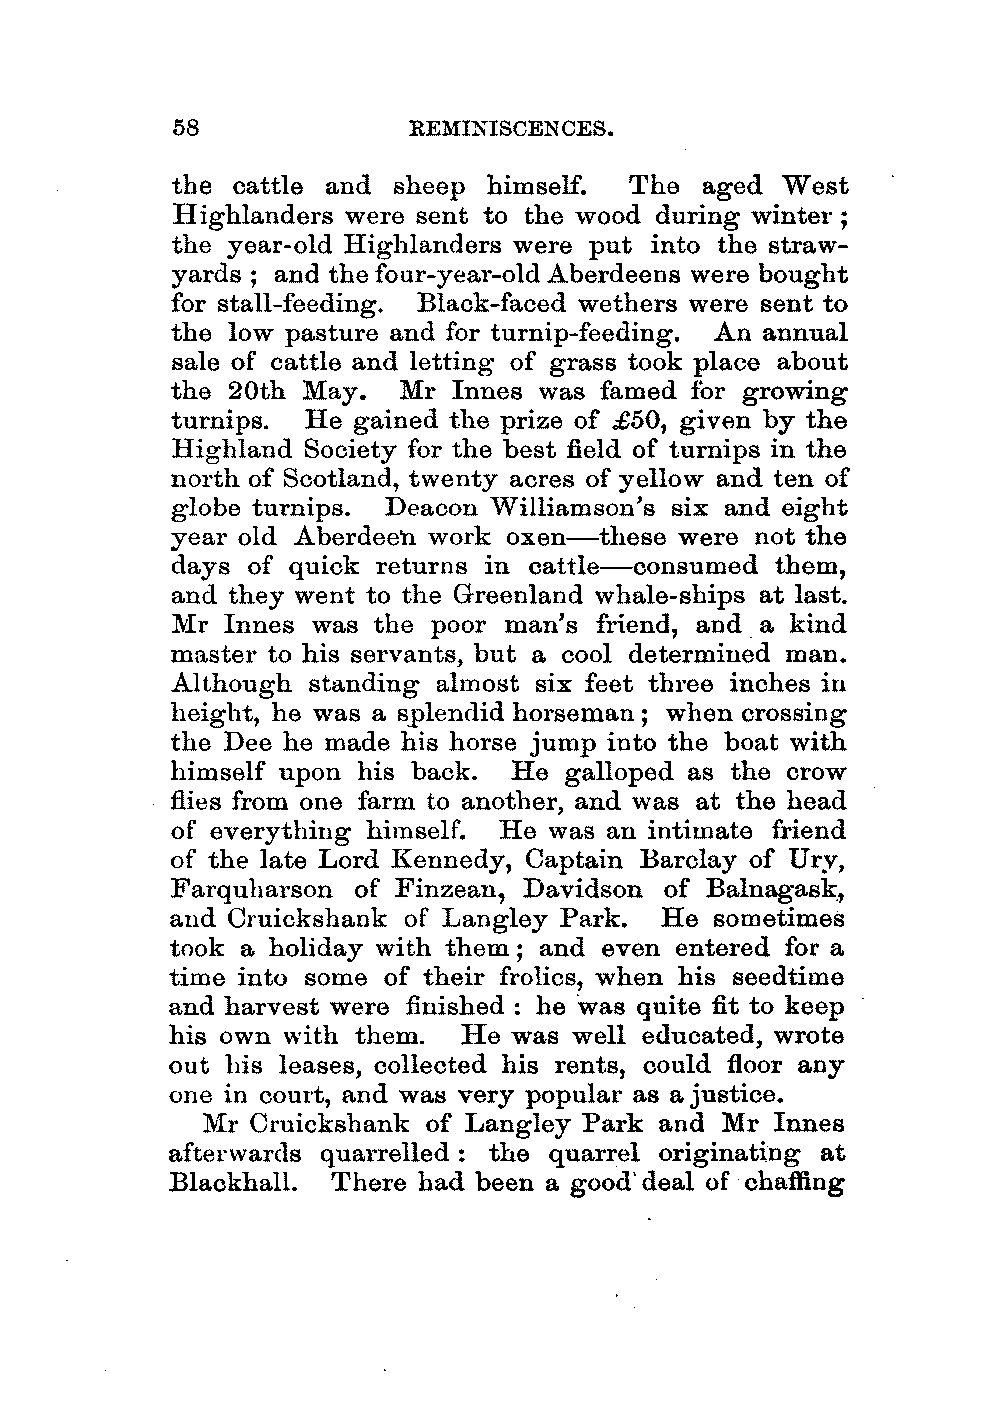 58 REMINISCENCES.
the cattle and sheep himself. The aged West
Highlanders were sent to the wood during winter ;
the year-old Highlanders were put into the straw-
yards ; and the four-year-old Aberdeens were bought
for stall-feeding. Black-faced wethers were sent to
the low pasture and for turnip-feeding. An annual
sale of cattle and letting of grass took place about
the 20th May. Mr Innes was famed for growing
turnips. He gained the prize of £50, given by the
Highland Society for the best field of turnips in the
north of Scotland, twenty acres of yellow and ten of
globe turnips. Deacon Williamson's six and eight
year old Aberdeen work oxen—these were not the
days of quick returns in cattle—consumed them,
and they went to the Greenland whale-ships at last.
Mr Innes was the poor man's friend, and a kind
master to his servants, but a cool determined man.
Although standing almost six feet three inches in
height, he was a splendid horseman ; when crossing
the Dee he made his horse jump into the boat with
himself upon his back. He galloped as the crow
flies from one farm to another, and was at the head
of everything himself. He was an intimate friend
of the late Lord Kennedy, Captain Barclay of Ury,
Farquharson of Finzean, Davidson of Balnagask,
and Cruickshank of Langley Park. He sometimes
took a holiday with them ; and even entered for a
time into some of their frolics, when his seedtime
and harvest were finished : he was quite fit to keep
his own with them. He was well educated, wrote
out his leases, collected his rents, could floor any
one in court, and was very popular as a justice.
Mr Cruickshank of Langley Park and Mr Innes
afterwards quarrelled : the quarrel originating at
Blackhall. There had been a good deal of chaffing